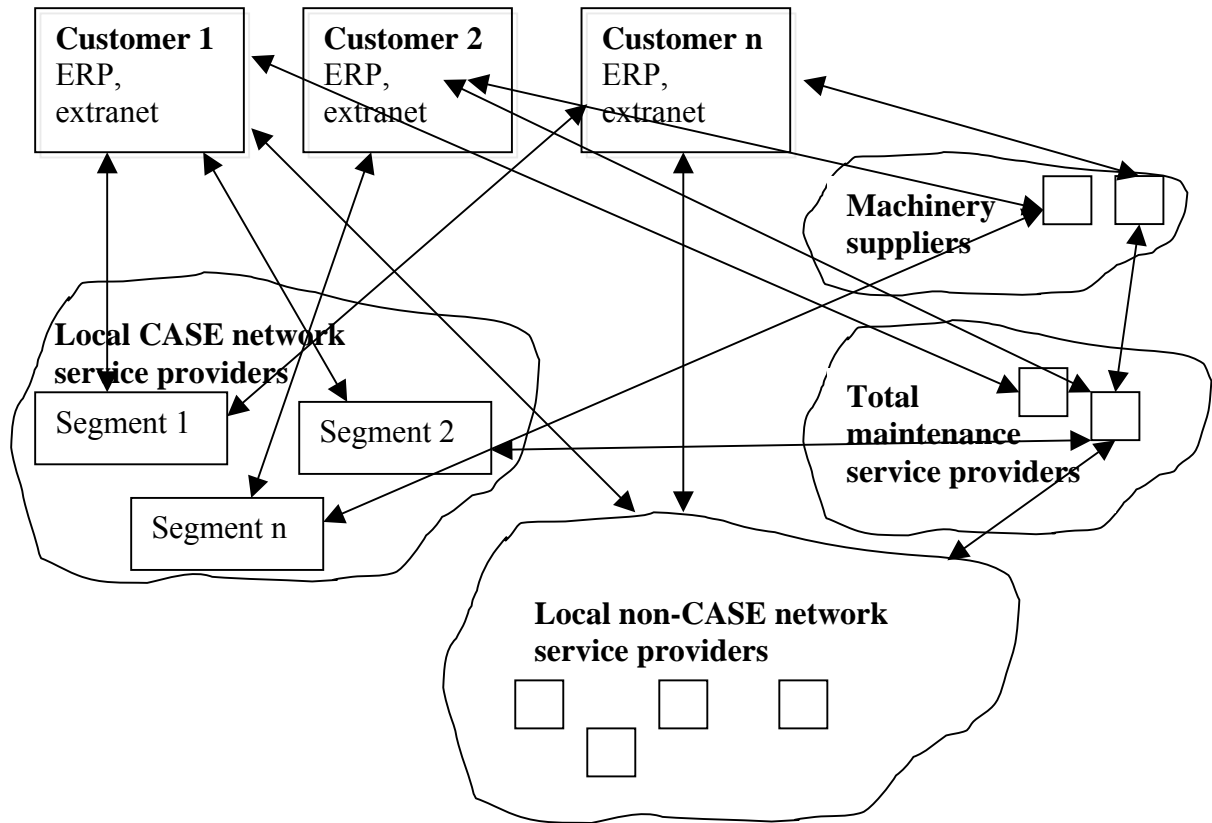 Customer 1
ERP,
extranet
Customer 2
ERP,
extranet
Customer n
ERP,
extranet
Machinery
suppliers
Local CASE network
service providers
Segment 1
Segment 2
Segment n
Total
maintenance
service providers
Local non-CASE network
service providers